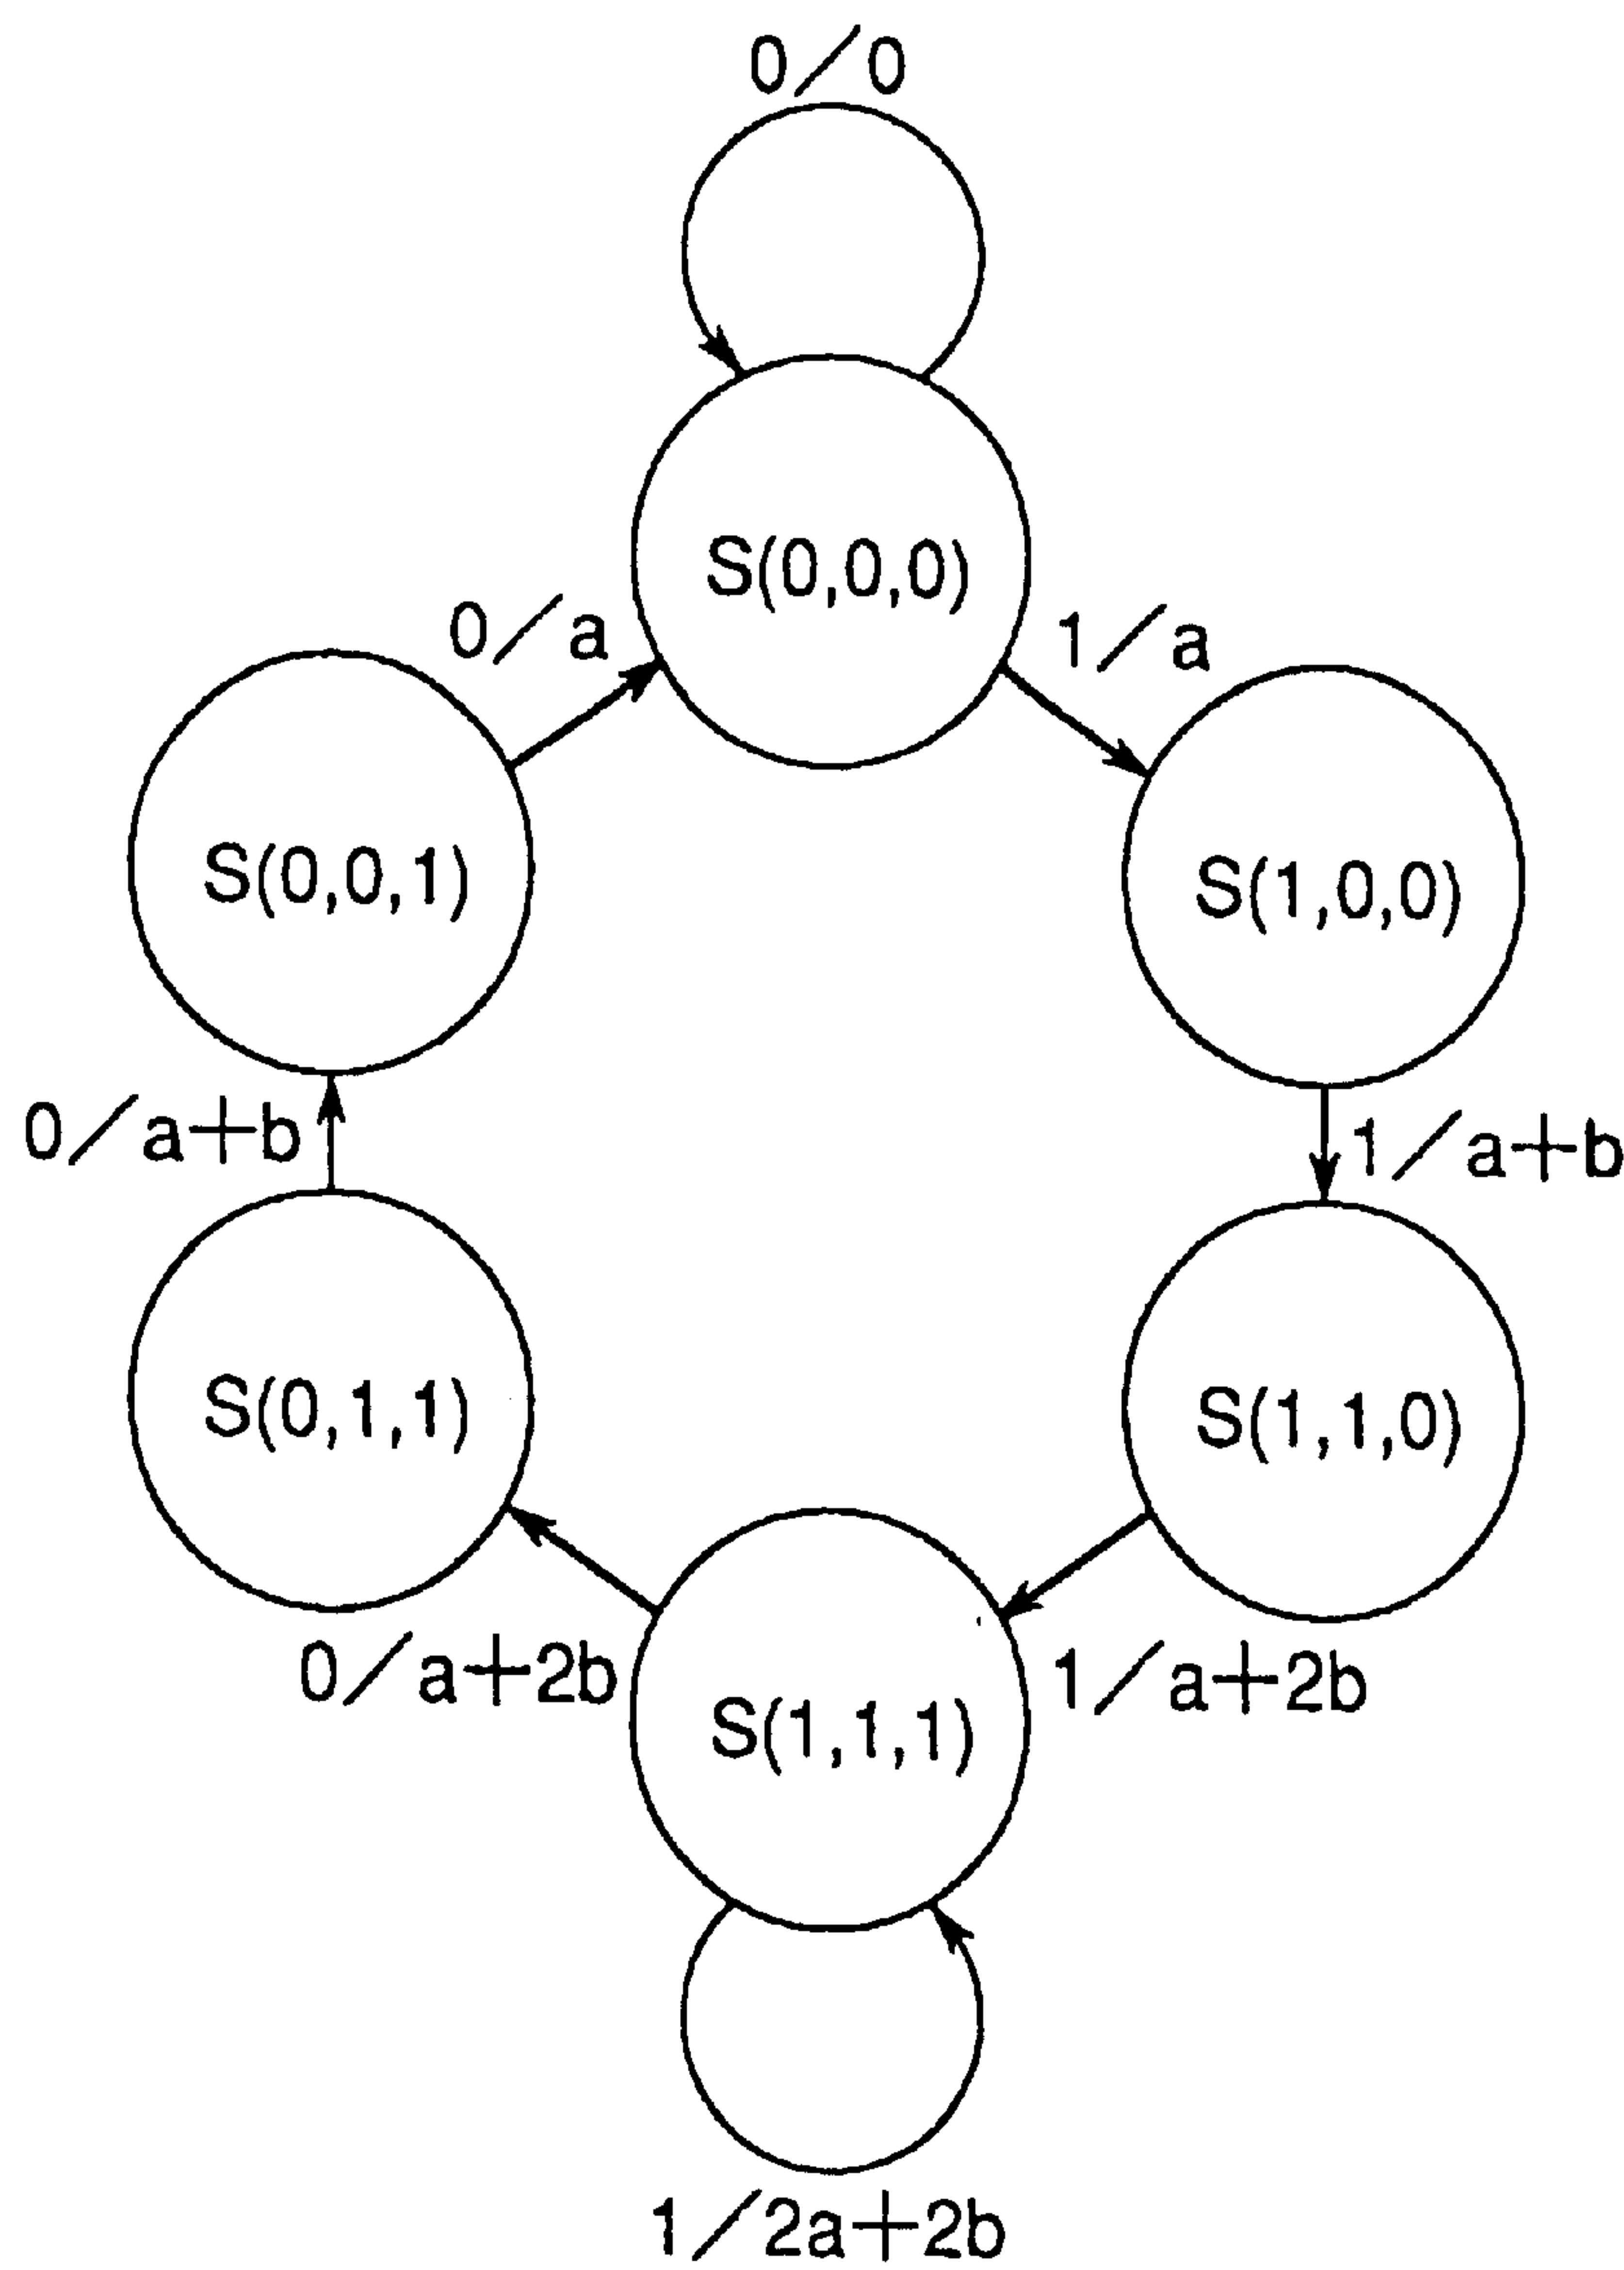 0/0
S(0,0,0)
0/a
1/a
S(0,0,1)
S(1,0,0)
0/a+b
1/a+b
S(0,1,1)
S(1,1,0)
0/a+2b
1/a+2b
S(1,1,1)
1/2a+2b